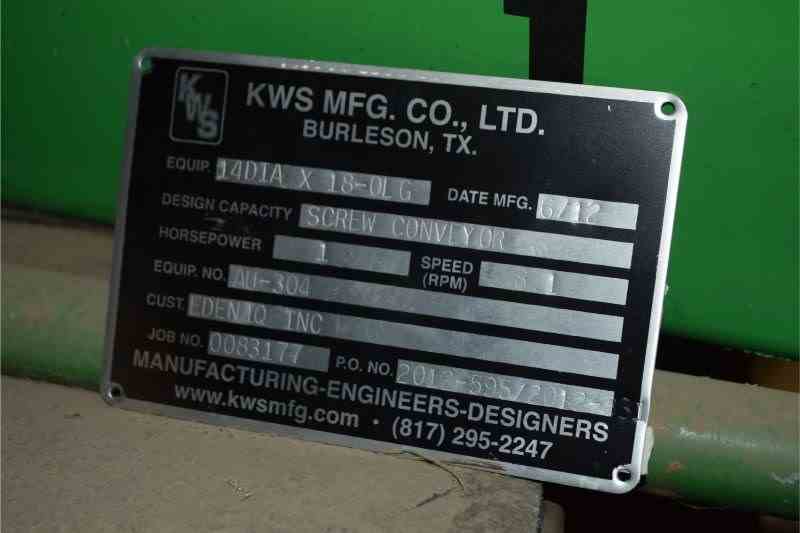 KWS
KWS MFG. CO., LTD.
BURLESON, TX.
EQUIP. 14DIA X 18-0LG DATE MFG. 6/12
DESIGN CAPACITY SCREW CONVEYOR
HORSEPOWER 1 SPEED (RPM)
EQUIP. NO. AU-304
CUST. EDENIQ INC
JOB NO. 0083177 P.O. NO.
MANUFACTURING-ENGINEERS-DESIGNERS
www.kwsmfg.com · (817) 295-2247